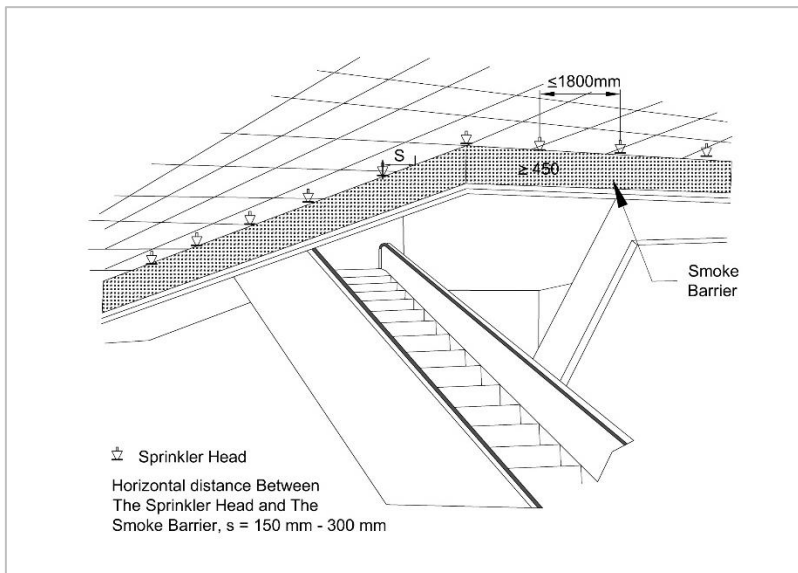 ≤1800mm
S
≥ 450
Smoke
Barrier
Sprinkler Head
Horizontal distance Between
The Sprinkler Head and The
Smoke Barrier, s = 150 mm - 300 mm